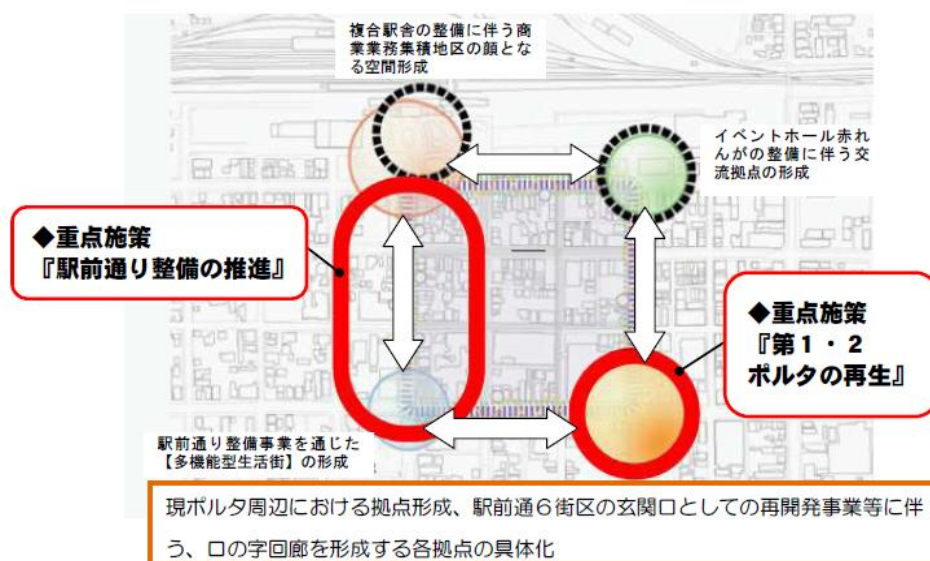 複合駅舎の整備に伴う商
業業務集積地区の顔とな
る空間形成
イベントホール赤れ
んがの整備に伴う交
流拠点の形成
◆重点施策
『駅前通り整備の推進』
◆重点施策
『第1・2
ポルタの再生』
駅前通り整備事業を通じた
【多機能型生活街】の形成
現ポルタ周辺における拠点形成、駅前通6街区の玄関口としての再開発事業等に伴
う、ロの字回廊を形成する各拠点の具体化